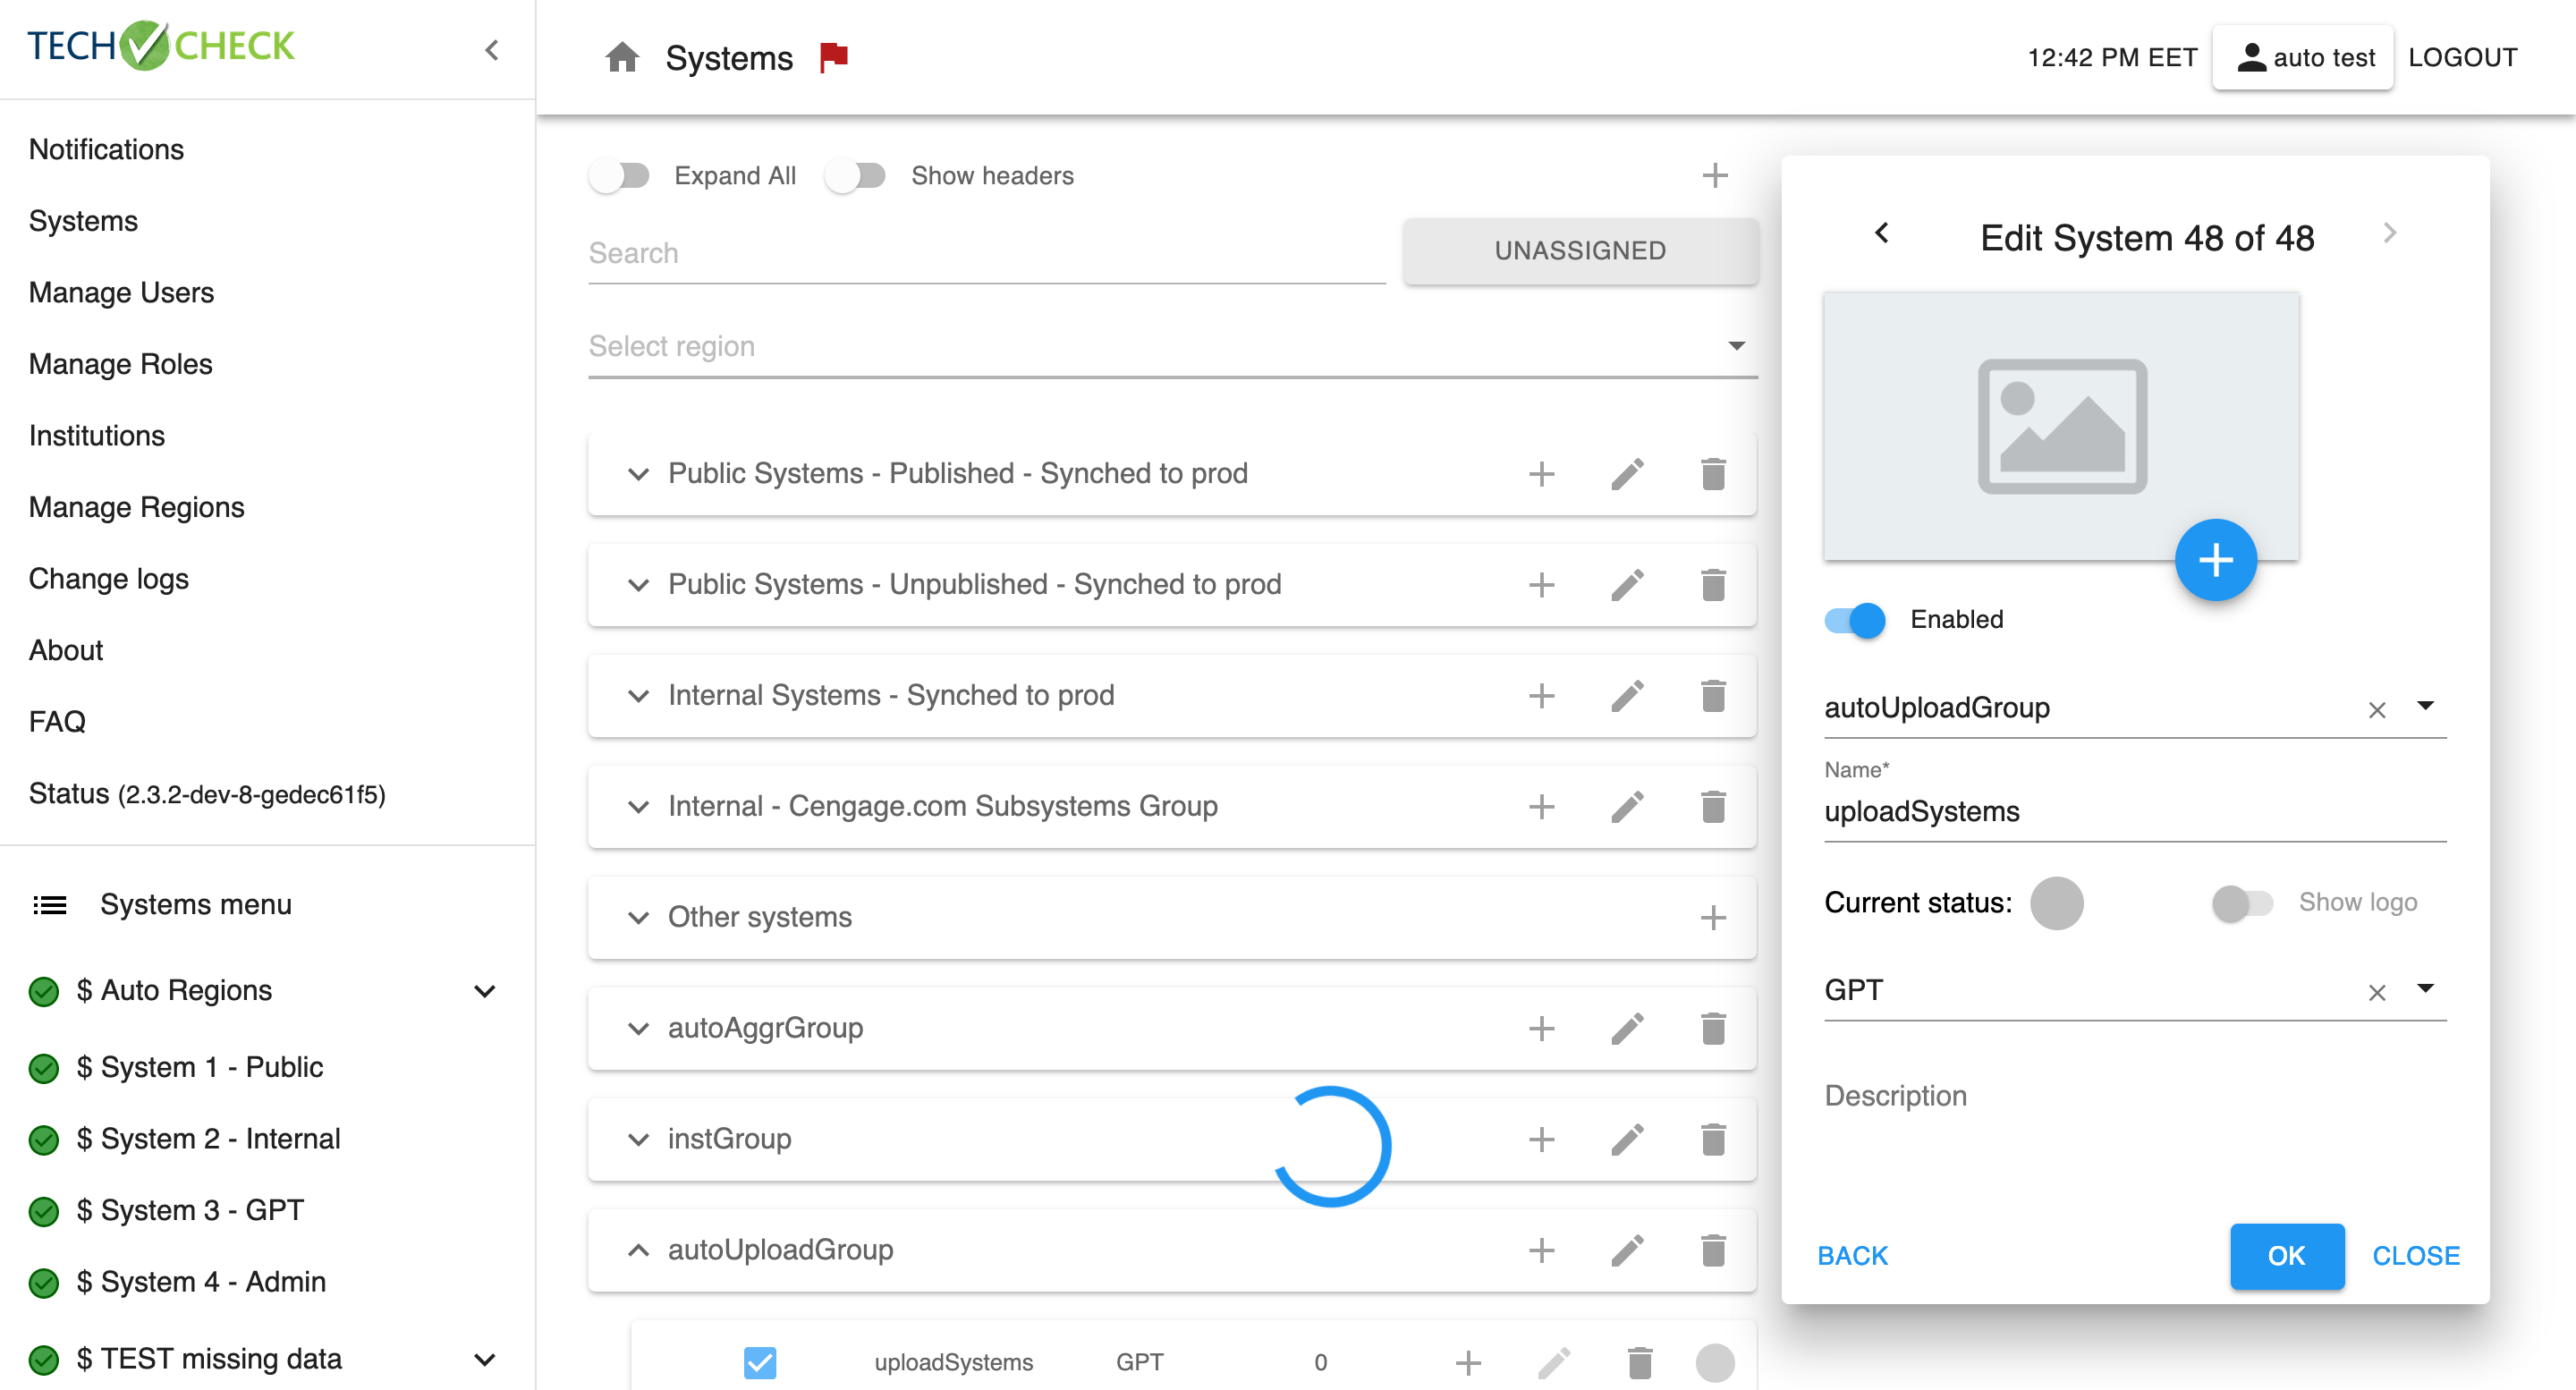 TECH CHECK
Systems
12:42 PM EET
auto test
LOGOUT
Notifications
Systems
Manage Users
Manage Roles
Institutions
Manage Regions
Change logs
About
FAQ
Status (2.3.2-dev-8-gedec61f5)
Systems menu
$ Auto Regions
$ System 1 - Public
$ System 2 - Internal
$ System 3 - GPT
$ System 4 - Admin
$ TEST missing data
Expand All
Show headers
Search
UNASSIGNED
Select region
Public Systems - Published - Synched to prod
Public Systems - Unpublished - Synched to prod
Internal Systems - Synched to prod
Internal - Cengage.com Subsystems Group
Other systems
autoAggrGroup
instGroup
autoUploadGroup
uploadSystems GPT 0
Edit System 48 of 48
Enabled
autoUploadGroup
Name*
uploadSystems
Current status:
Show logo
GPT
Description
BACK
OK
CLOSE